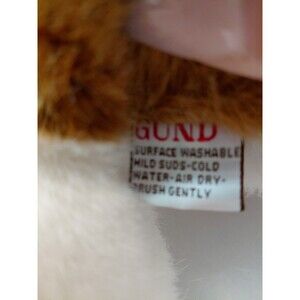 GUND
SURFACE WASHABLE
MILD SUDS-COLD
WATER-AIR DRY-
BRUSH GENTLY